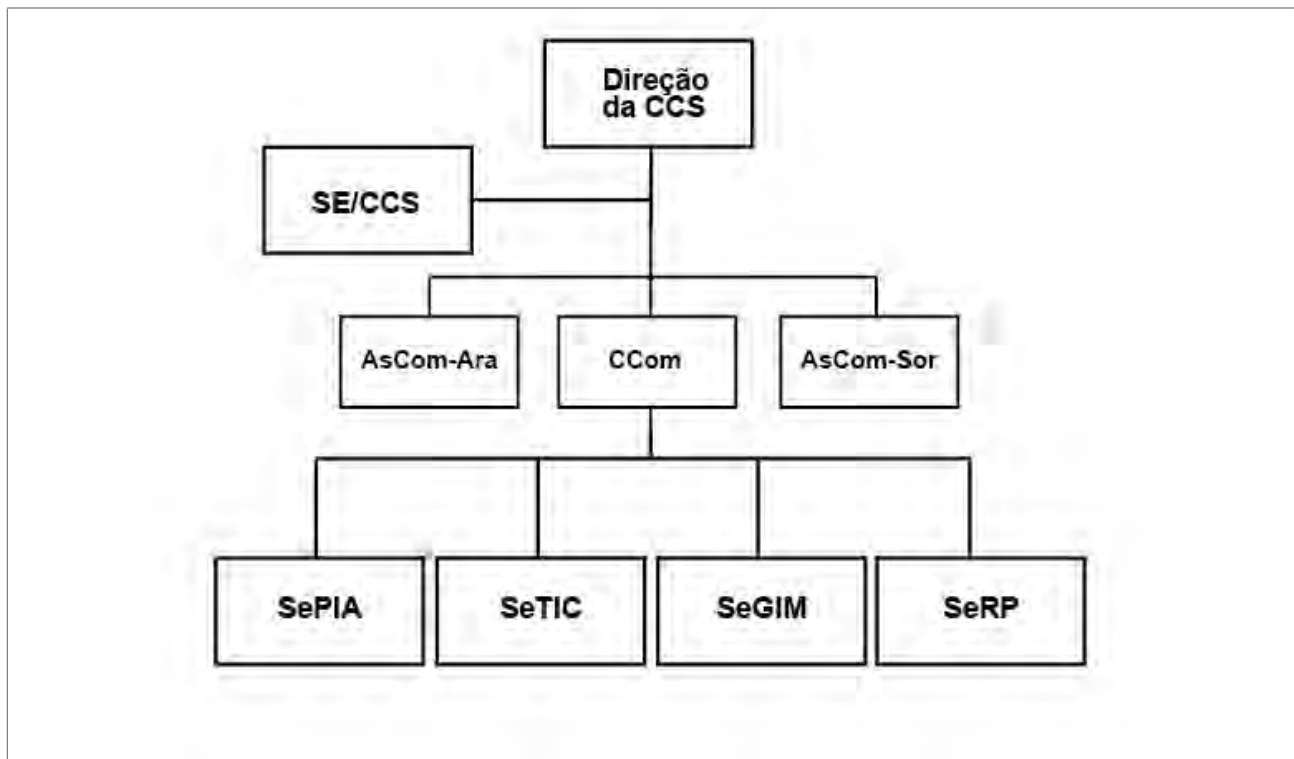 Direção
da CCS
SE/CCS
AsCom-Ara
CCom
AsCom-Sor
SePIA
SeTIC
SeGIM
SeRP